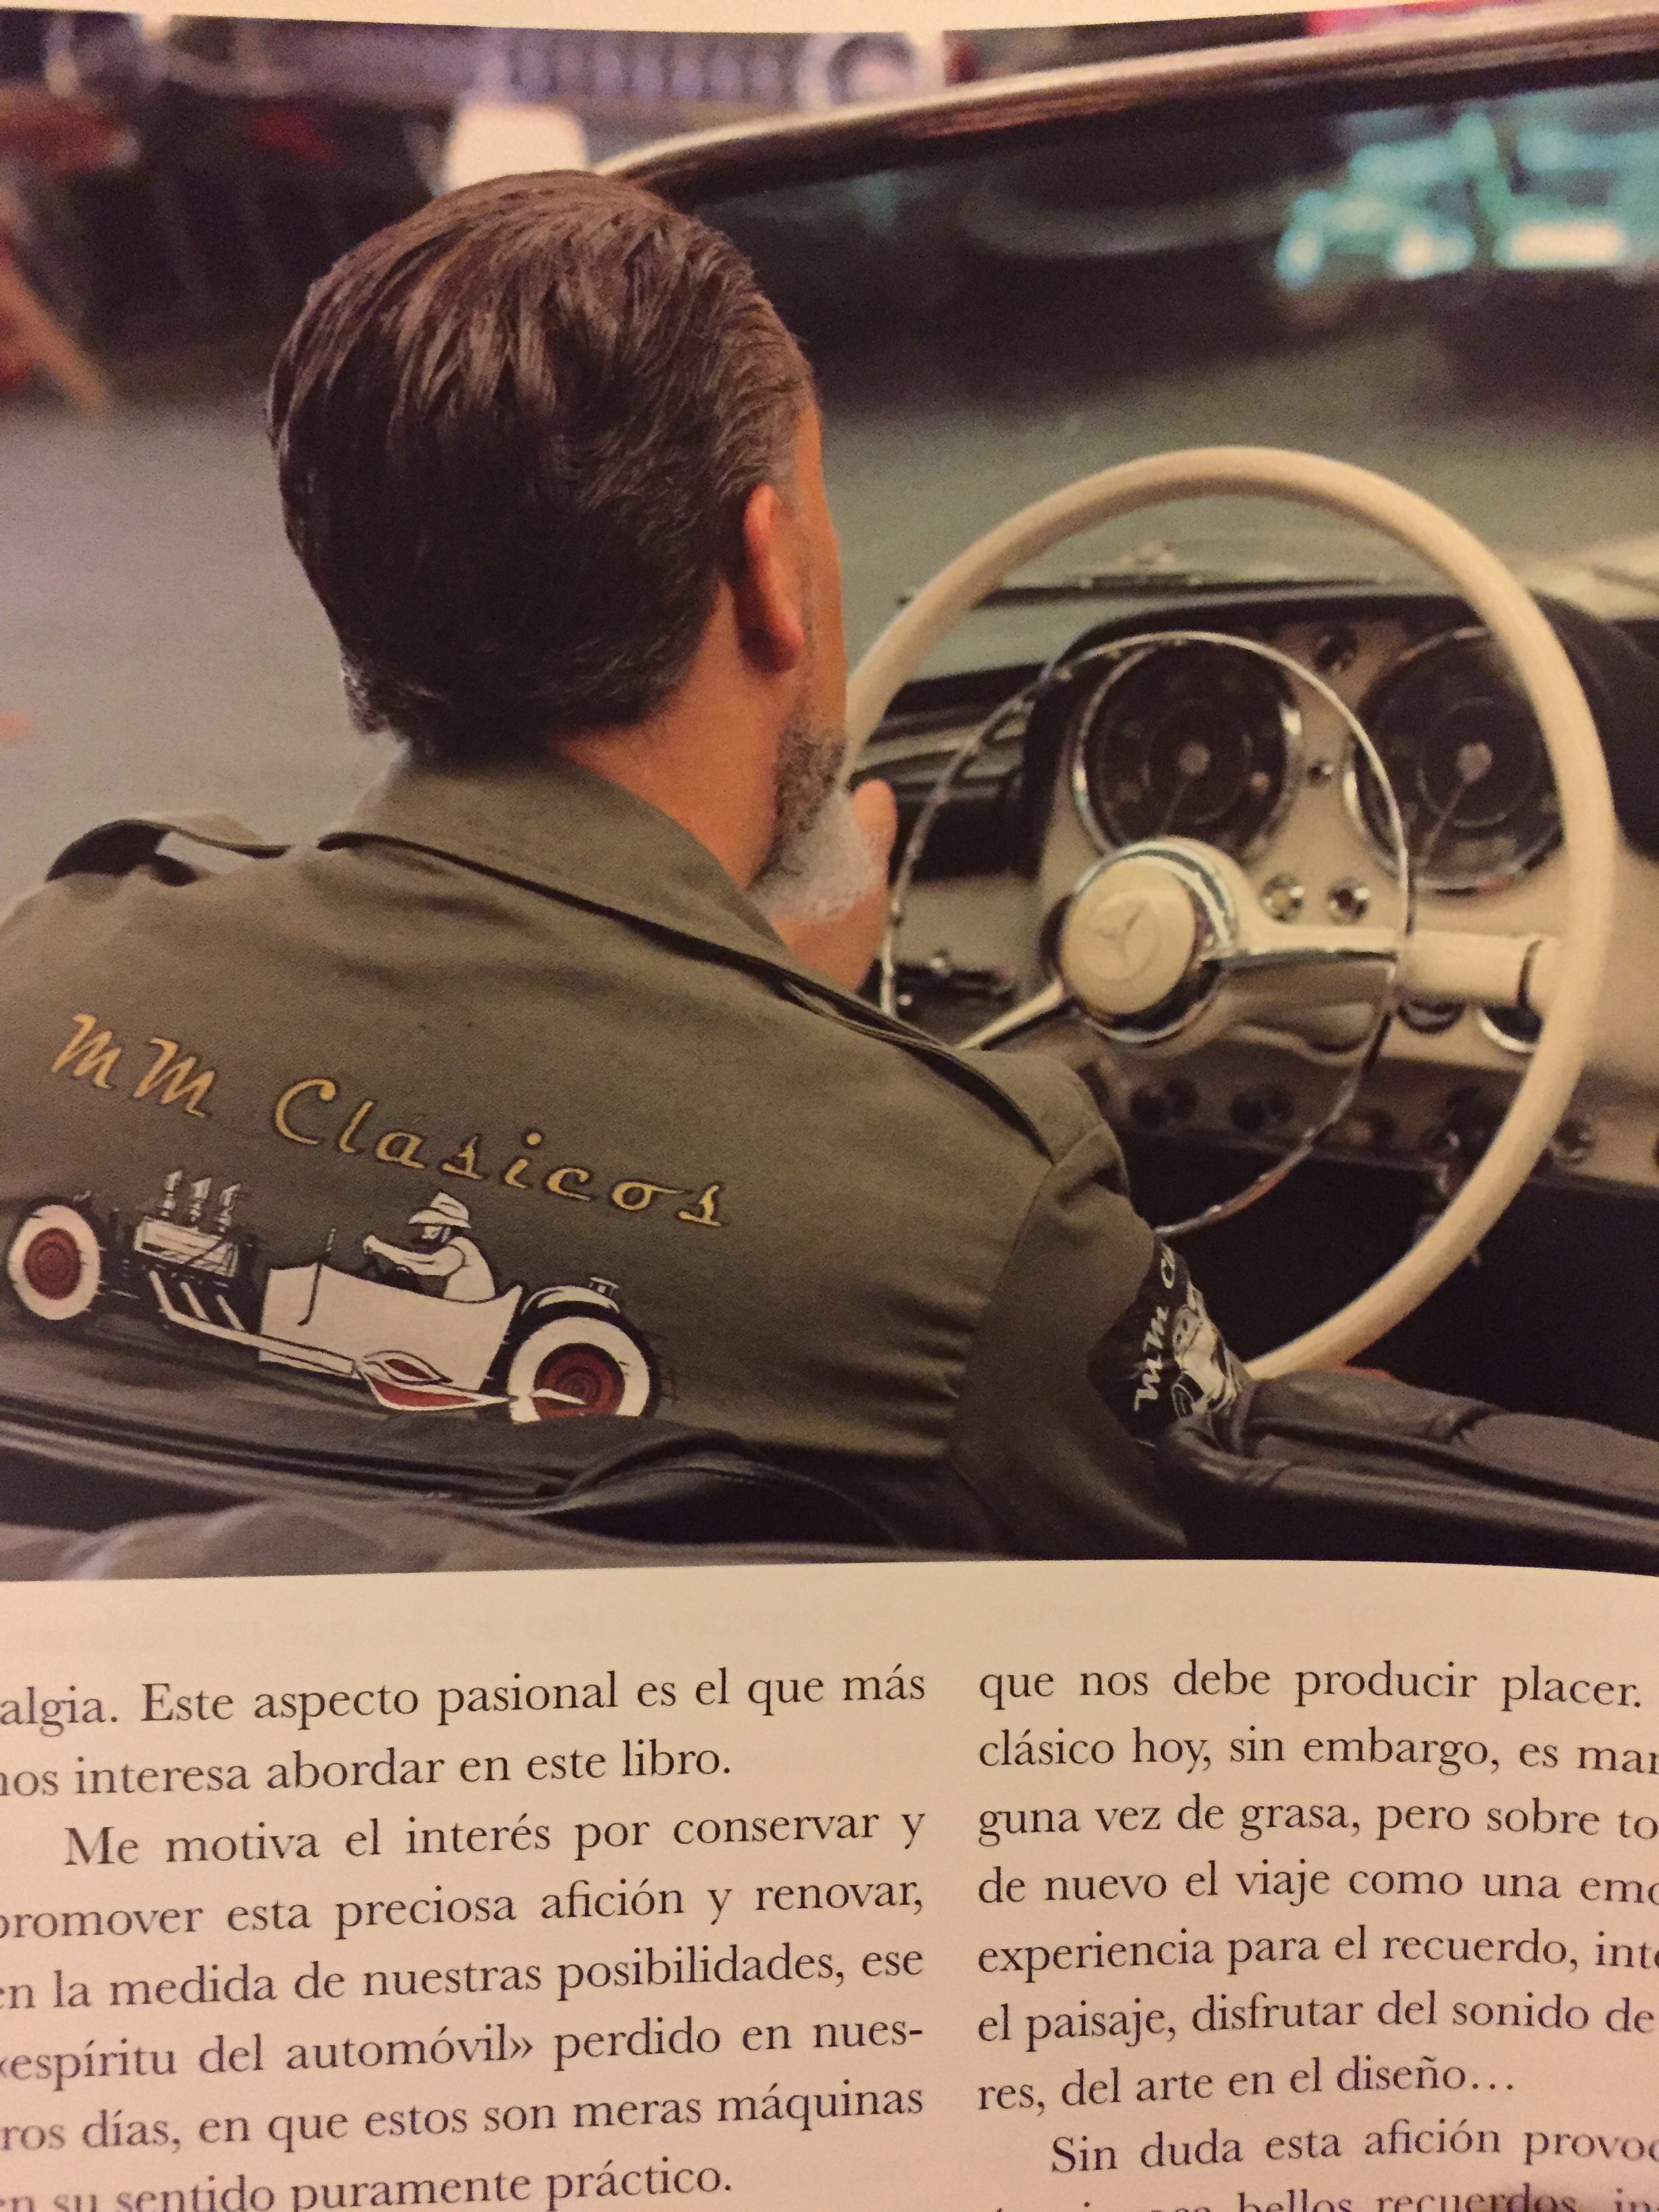 MM Clásicos
MM
algia. Este aspecto pasional es el que más
nos interesa abordar en este libro.
Me motiva el interés por conservar y
promover esta preciosa afición y renovar,
en la medida de nuestras posibilidades, ese
«espíritu del automóvil» perdido en nues-
ros días, en que estos son meras máquinas
en su sentido puramente práctico.
que nos debe producir placer.
clásico hoy, sin embargo, es
guna vez de grasa, pero sobre to
de nuevo el viaje como una
experiencia para el recuerdo,
el paisaje, disfrutar del sonido de
res, del arte en el diseño…
Sin duda esta afición
bellos recuerdos,